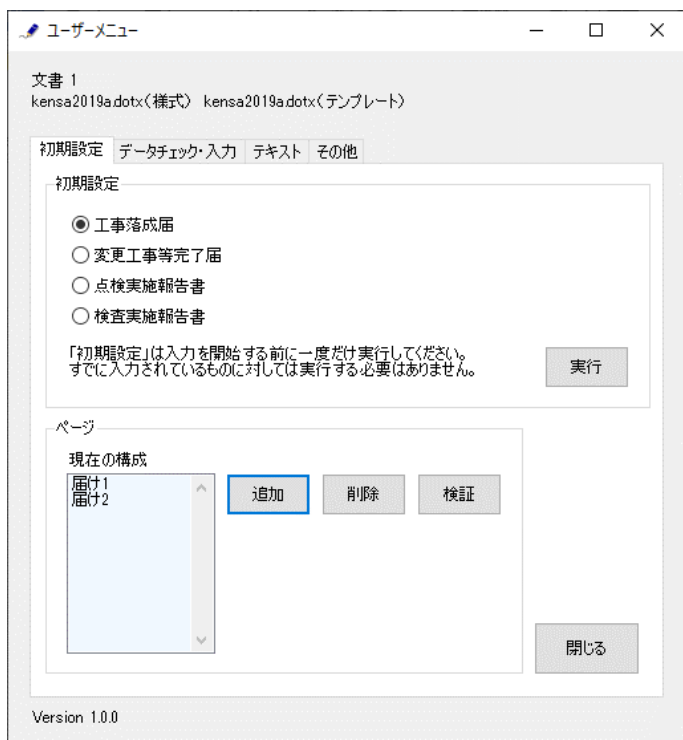 ユーザーメニュー
文書 1
kensa2019a.dotx(様式) kensa2019a.dotx(テンプレート)
初期設定 データチェック・入力 テキスト その他
初期設定
工事落成届
変更工事等完了届
点検実施報告書
検査実施報告書
「初期設定」は入力を開始する前に一度だけ実行してください。
すでに入力されているものに対しては実行する必要はありません。
実行
ページ
現在の構成
届け1
届け2
追加 削除 検証
閉じる
Version 1.0.0